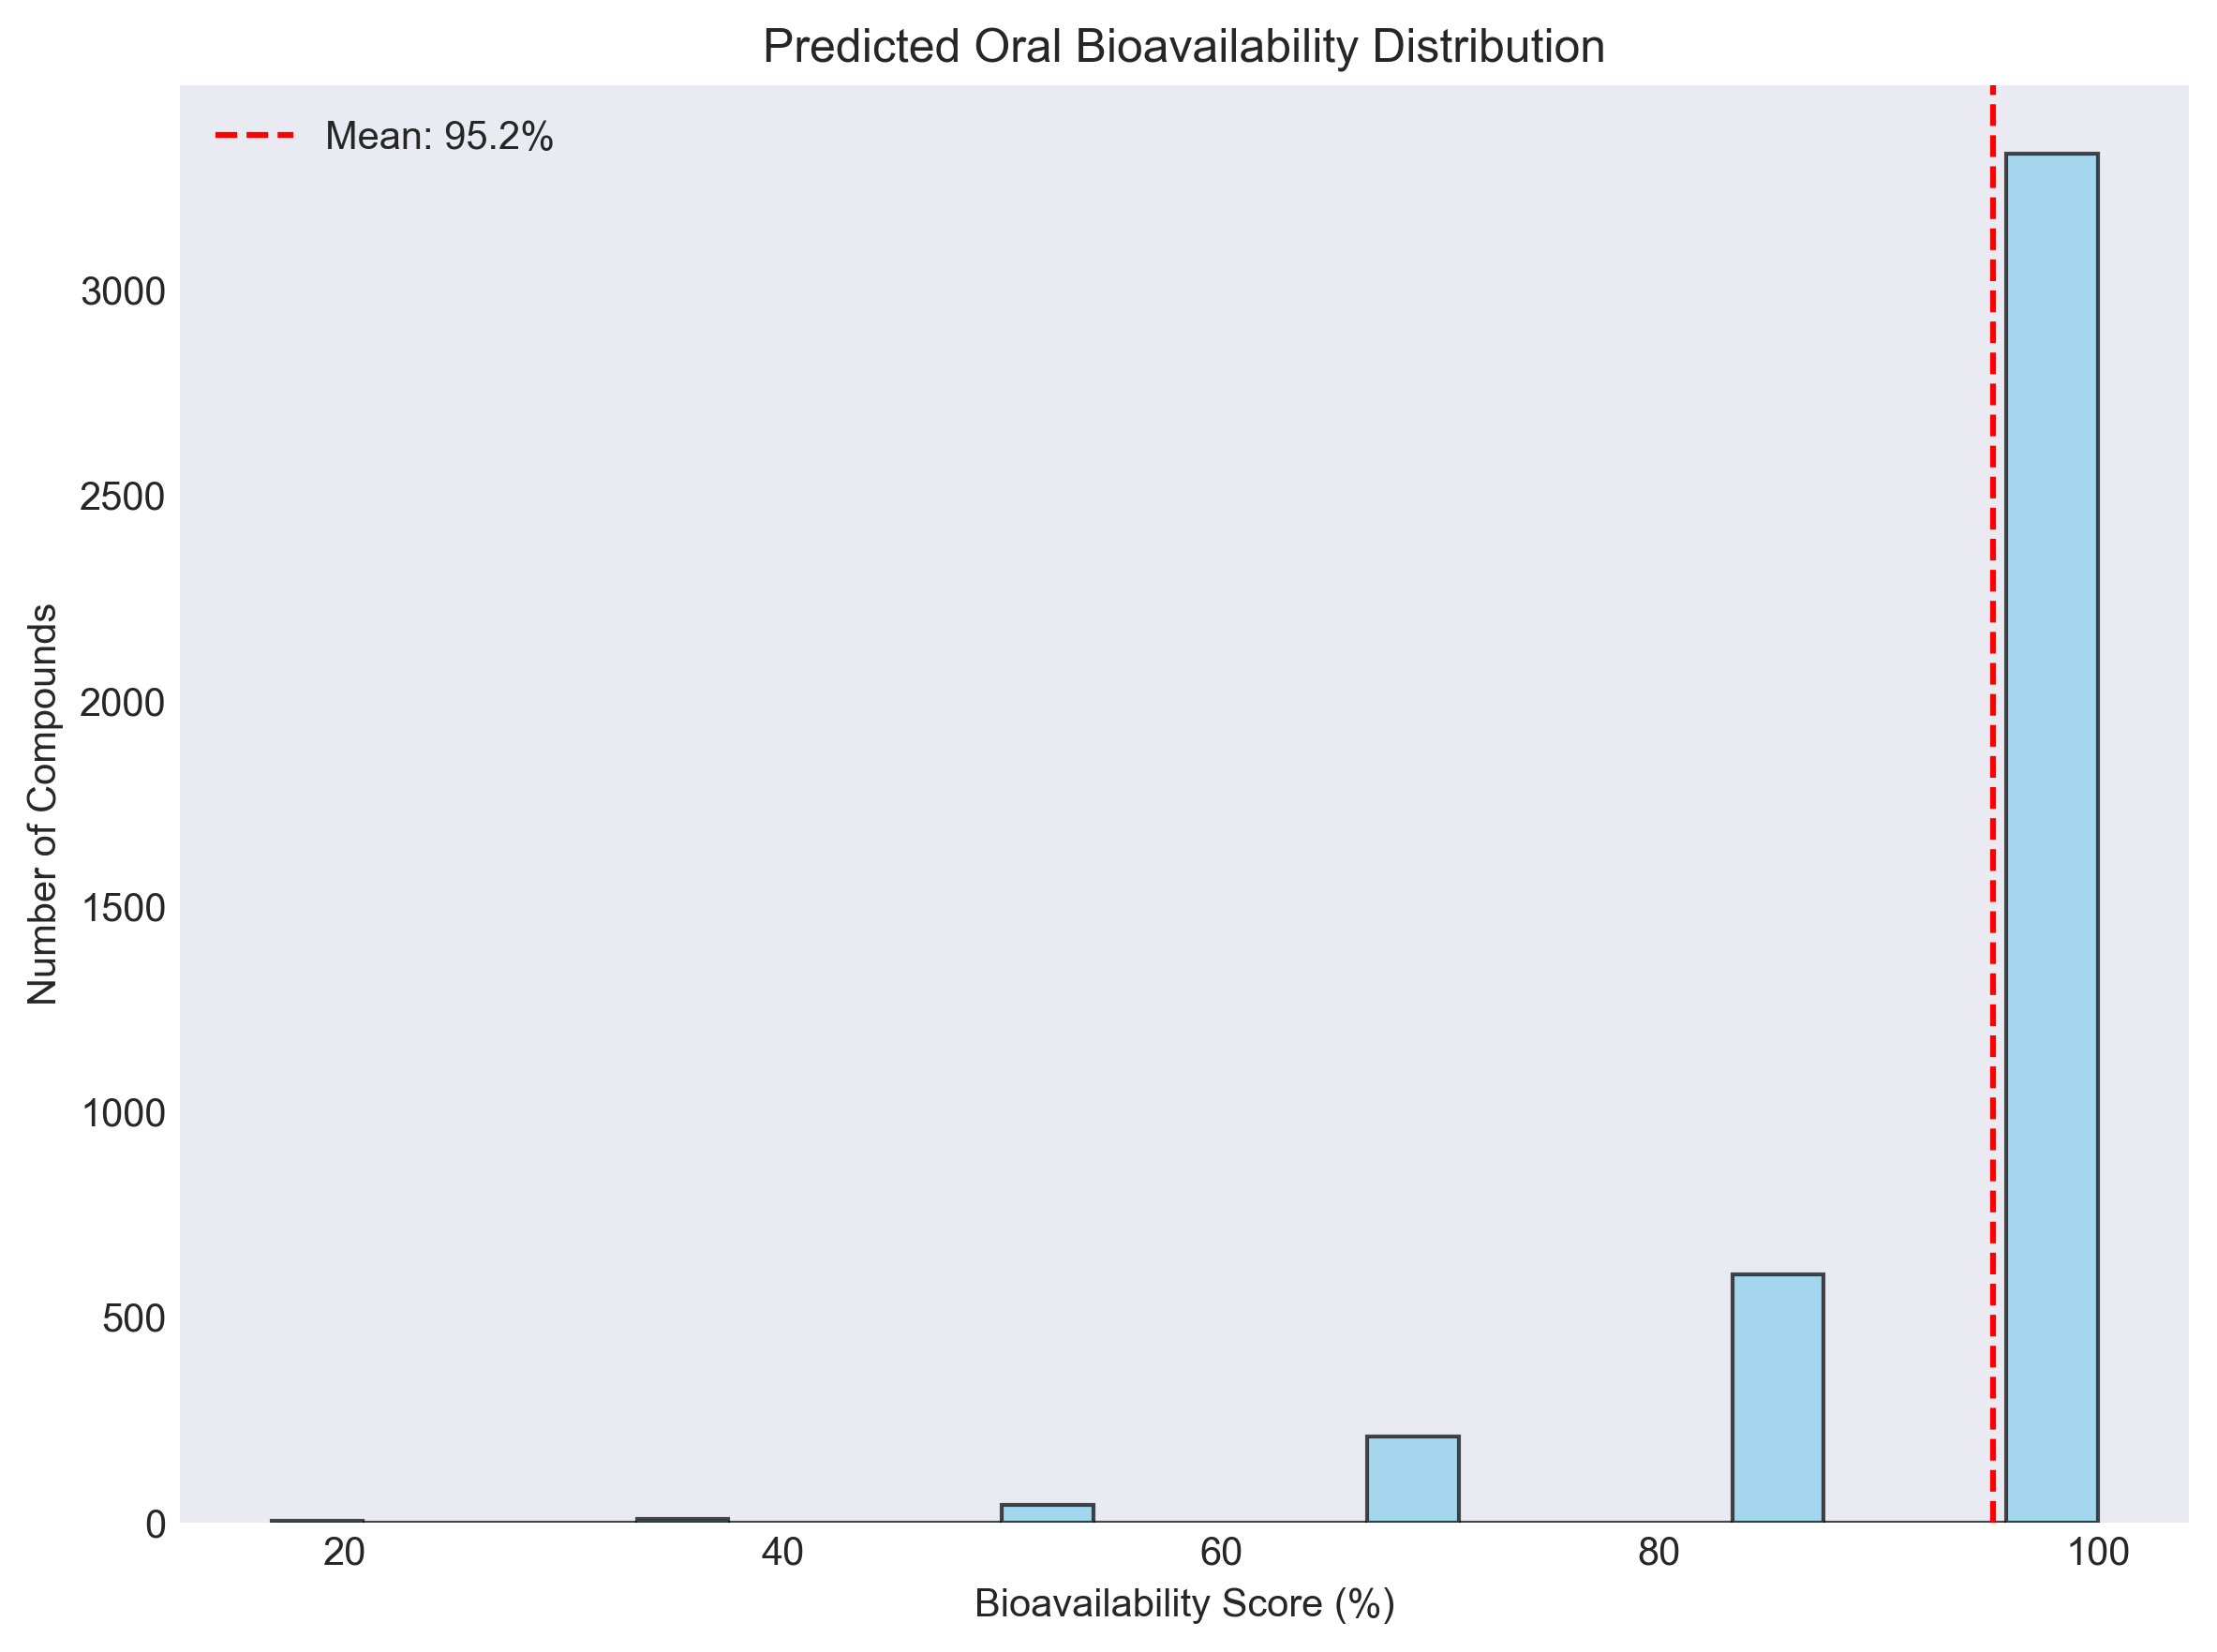 Predicted Oral Bioavailability Distribution
Mean: 95.2%
3000
2500
2000
1500
1000
500
0
Number of Compounds
20 40 60 80 100
Bioavailability Score (%)